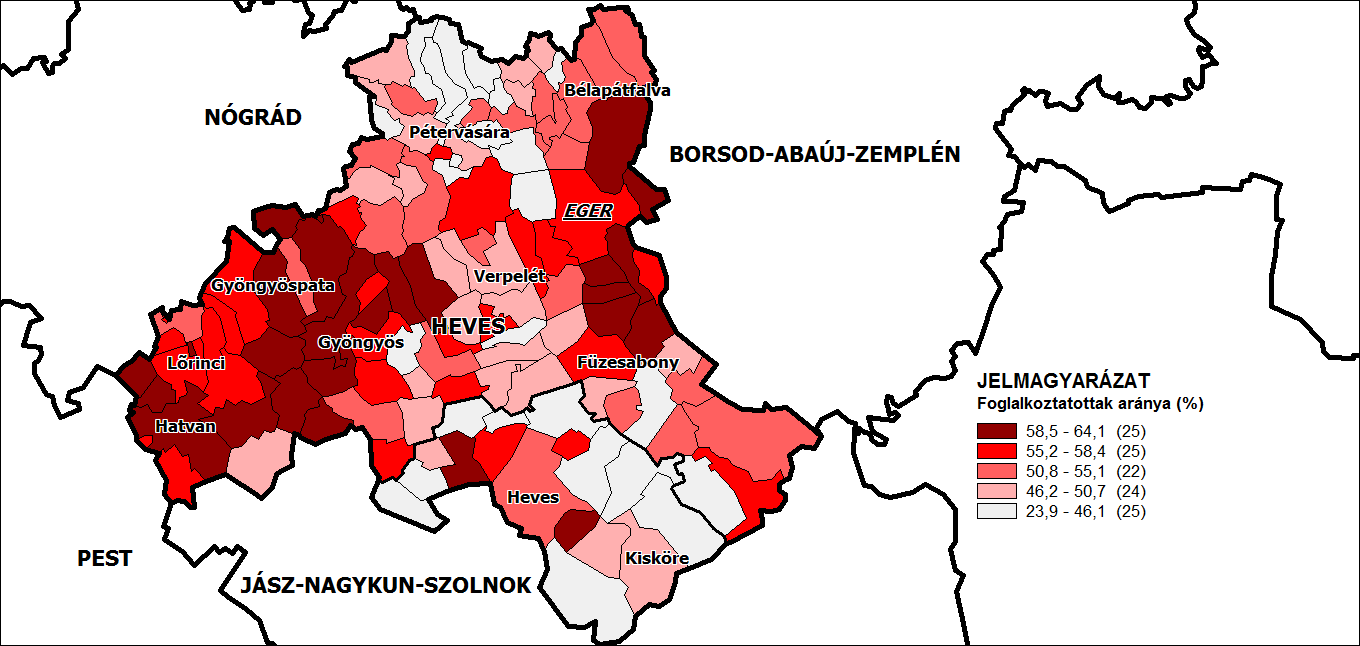 NÓGRÁD
Bélapátfalva
Pétervására
BORSOD-ABAÚJ-ZEMPLÉN
EGER
Verpelét
Gyöngyöspata
HEVES
Gyöngyös
Lõrinci
Füzesabony
Hatvan
Heves
Kisköre
PEST
JÁSZ-NAGYKUN-SZOLNOK
JELMAGYARÁZAT
Foglalkoztatottak aránya (%)
58,5 - 64,1 (25)
55,2 - 58,4 (25)
50,8 - 55,1 (22)
46,2 - 50,7 (24)
23,9 - 46,1 (25)